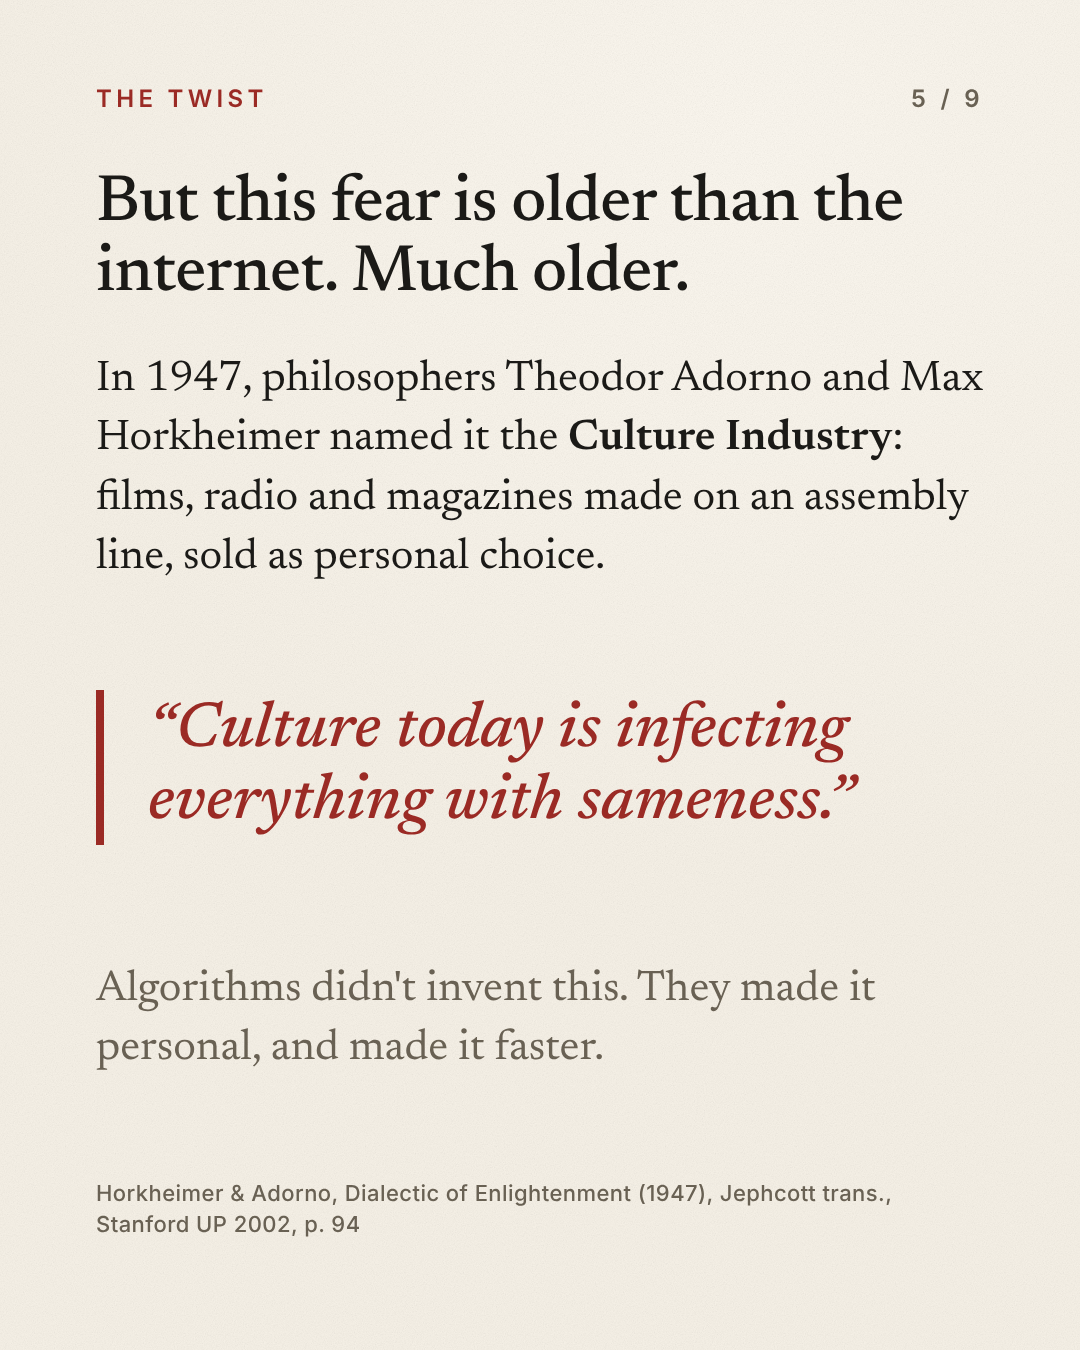 THE TWIST
5 / 9
But this fear is older than the
internet. Much older.
In 1947, philosophers Theodor Adorno and Max
Horkheimer named it the Culture Industry:
films, radio and magazines made on an assembly
line, sold as personal choice.
“Culture today is infecting
everything with sameness.”
Algorithms didn't invent this. They made it
personal, and made it faster.
Horkheimer & Adorno, Dialectic of Enlightenment (1947), Jephcott trans.,
Stanford UP 2002, p. 94